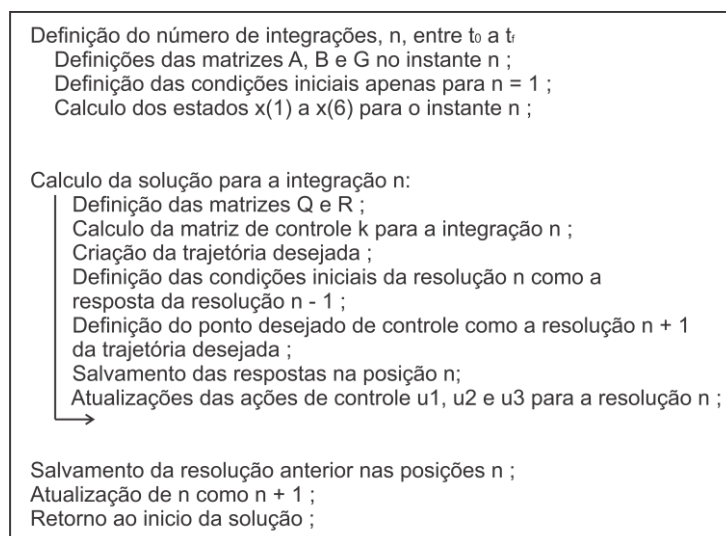 Definição do número de integrações, n, entre t₀ a tf
Definições das matrizes A, B e G no instante n ;
Definição das condições iniciais apenas para n = 1 ;
Calculo dos estados x(1) a x(6) para o instante n ;
Calculo da solução para a integração n:
Definição das matrizes Q e R ;
Calculo da matriz de controle k para a integração n ;
Criação da trajetória desejada ;
Definição das condições iniciais da resolução n como a
resposta da resolução n - 1 ;
Definição do ponto desejado de controle como a resolução n + 1
da trajetória desejada ;
Salvamento das respostas na posição n;
Atualizações das ações de controle u1, u2 e u3 para a resolução n ;
Salvamento da resolução anterior nas posições n ;
Atualização de n como n + 1 ;
Retorno ao inicio da solução ;